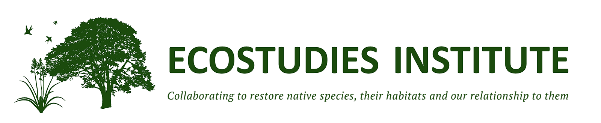 ECOSTUDIES INSTITUTE
Collaborating to restore native species, their habitats and our relationship to them